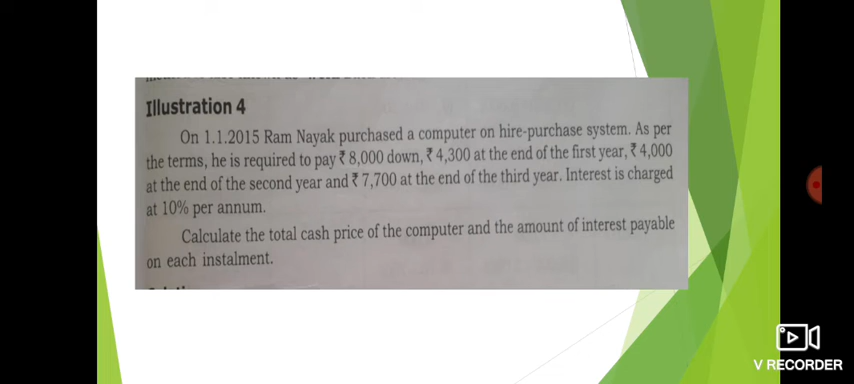 Illustration 4
On 1.1.2015 Ram Nayak purchased a computer on hire-purchase system. As per
the terms, he is required to pay ₹ 8,000 down, ₹ 4,300 at the end of the first year, ₹ 4,000
at the end of the second year and ₹ 7,700 at the end of the third year. Interest is charged
at 10% per annum.
Calculate the total cash price of the computer and the amount of interest payable
on each instalment.
V RECORDER